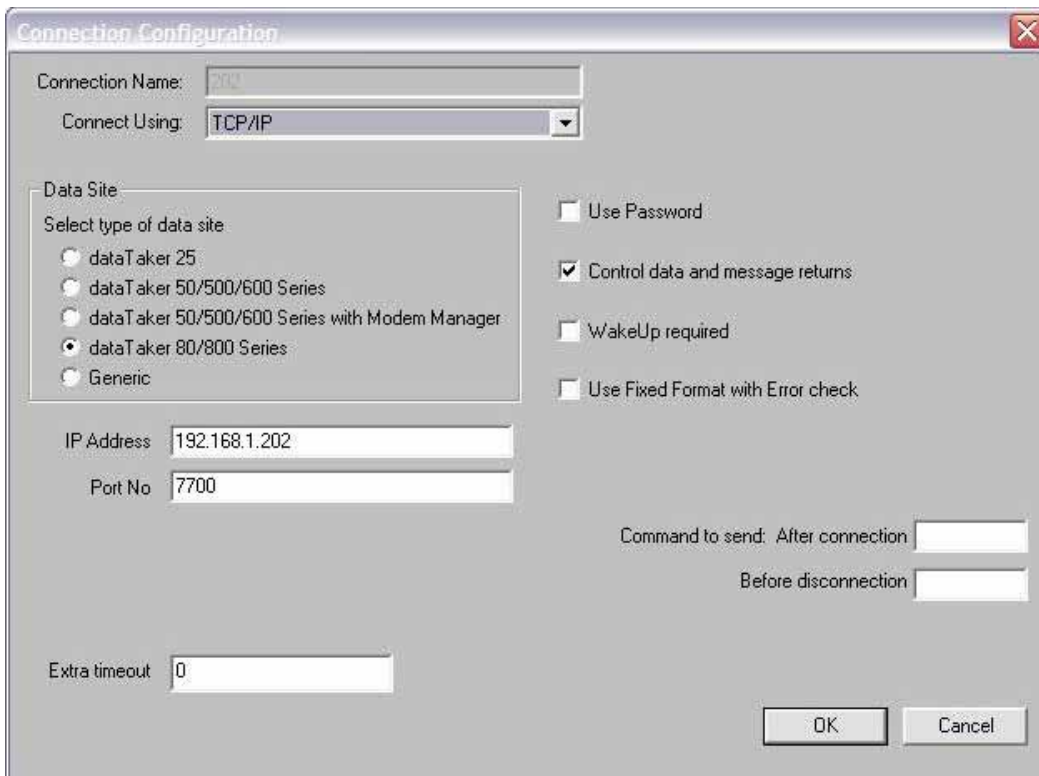 Connection Configuration
Connection Name: 202
Connect Using: TCP/IP
Data Site
Select type of data site
dataTaker 25
dataTaker 50/500/600 Series
dataTaker 50/500/600 Series with Modem Manager
dataTaker 80/800 Series
Generic
Use Password
Control data and message returns
WakeUp required
Use Fixed Format with Error check
IP Address 192.168.1.202
Port No 7700
Command to send: After connection
Before disconnection
Extra timeout 0
OK Cancel